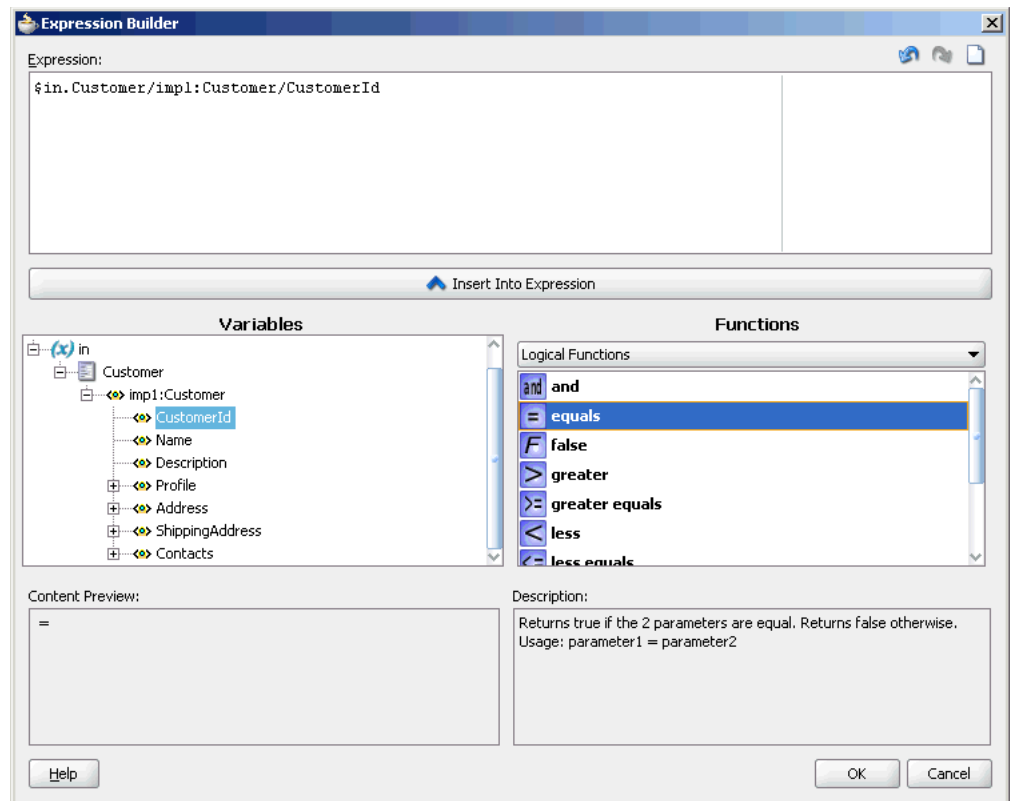 Expression Builder
Expression:
$in.Customer/imp1:Customer/CustomerId
Insert Into Expression
Variables
(x) in
Customer
imp1:Customer
CustomerId
Name
Description
Profile
Address
ShippingAddress
Contacts
Functions
Logical Functions
and and
= equals
F false
> greater
>= greater equals
< less
<= less equals
Content Preview:
=
Description:
Returns true if the 2 parameters are equal. Returns false otherwise.
Usage: parameter1 = parameter2
Help
OK
Cancel